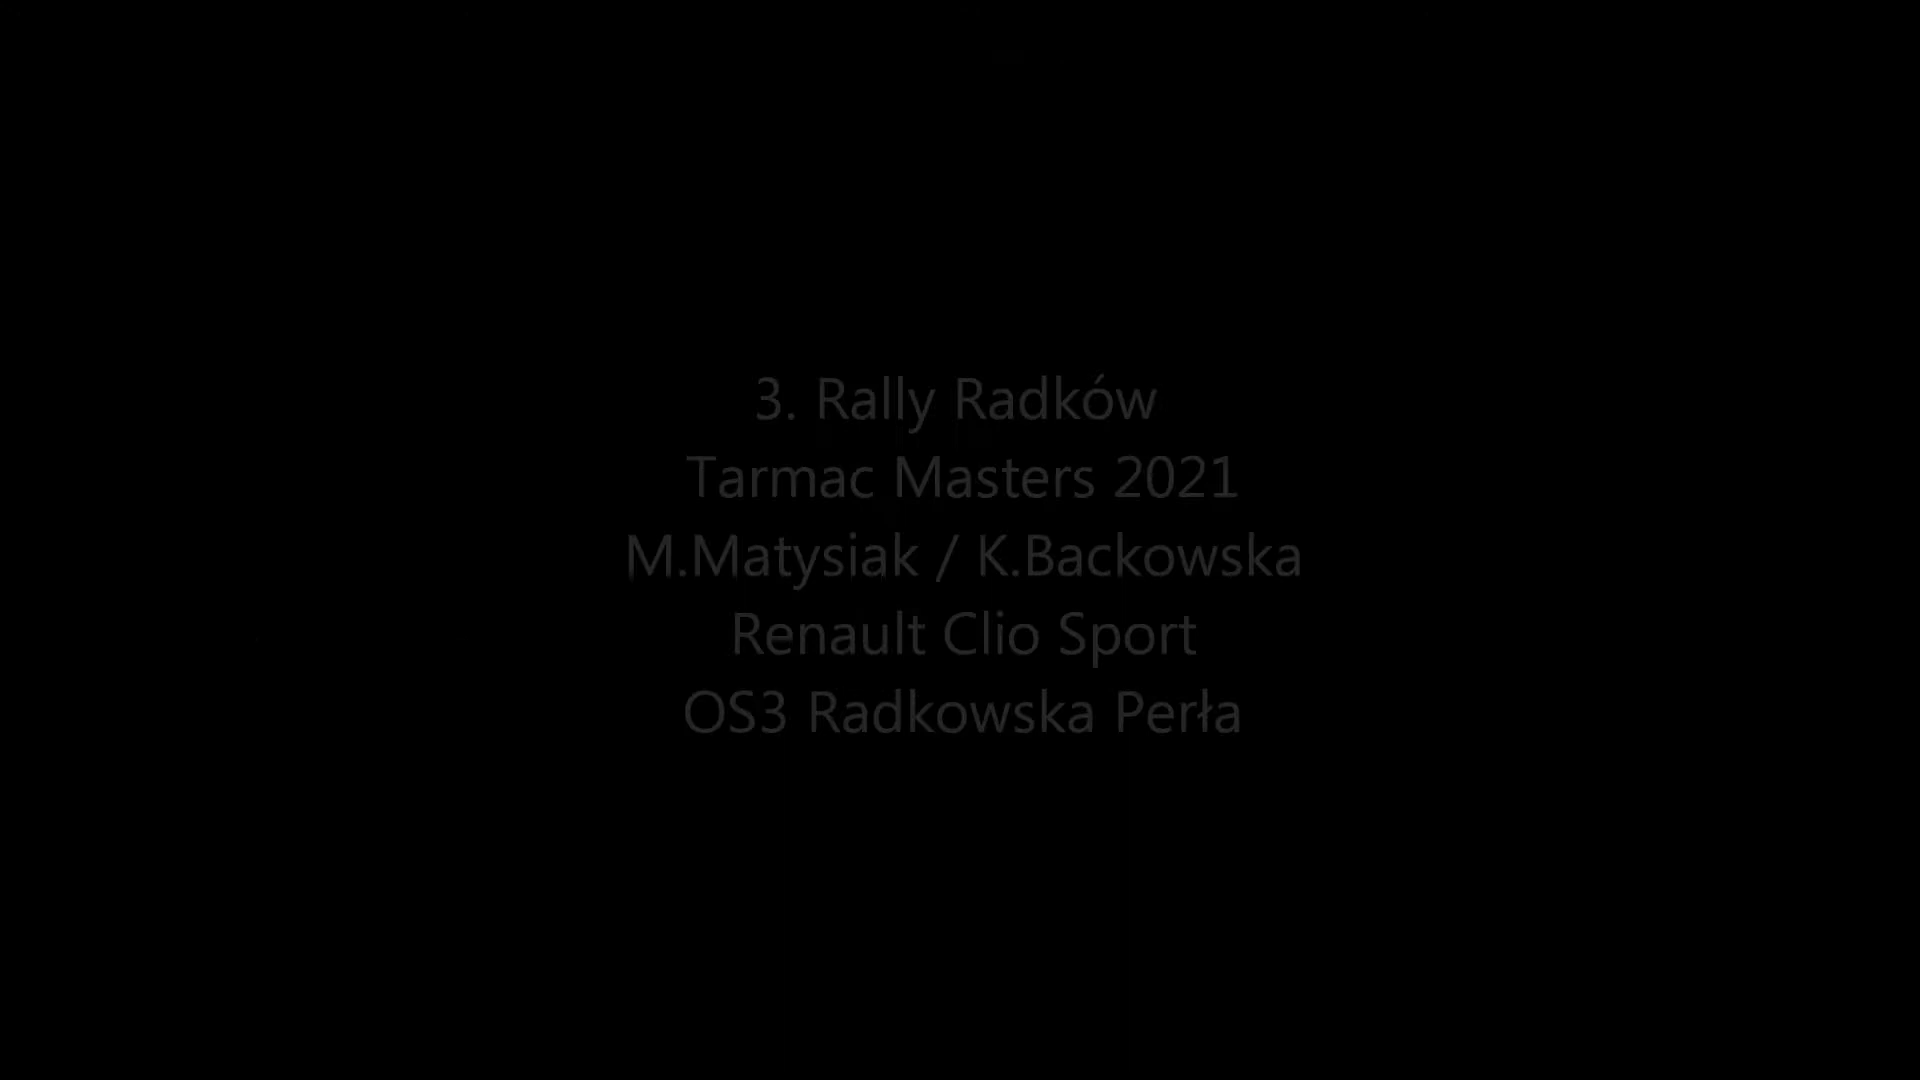 3. Rally Radków
Tarmac Masters 2021
M.Matysiak / K.Backowska
Renault Clio Sport
OS3 Radkowska Perła